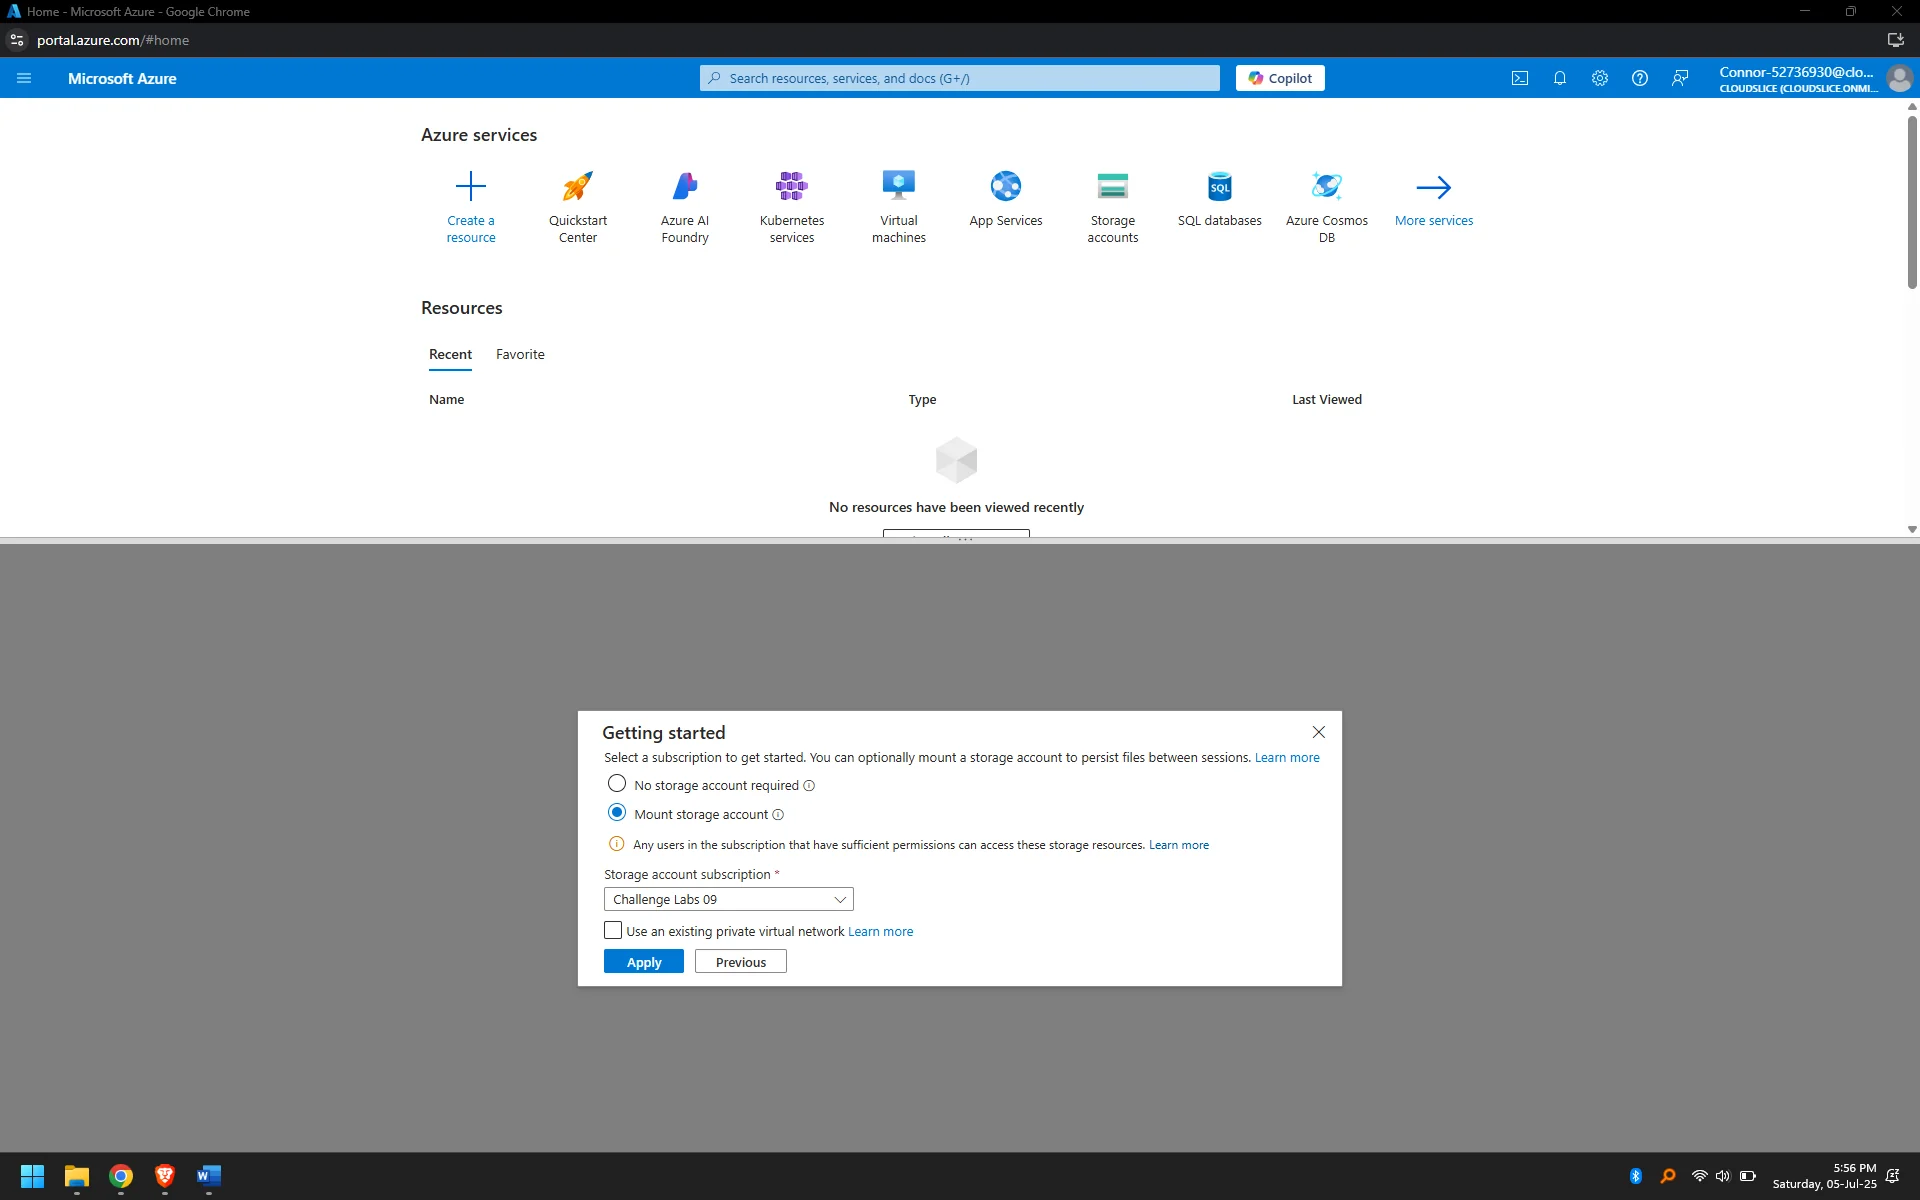 Home - Microsoft Azure - Google Chrome
portal.azure.com/#home
Microsoft Azure
Search resources, services, and docs (G+/)
Copilot
Connor-52736930@clo...
CLOUDSLICE (CLOUDSLICE.ONMI...
Azure services
Create a
resource
Quickstart
Center
Azure AI
Foundry
Kubernetes
services
Virtual
machines
App Services
Storage
accounts
SQL
SQL databases
Azure Cosmos
DB
More services
Resources
Recent
Favorite
Name
Type
Last Viewed
No resources have been viewed recently
Getting started
Select a subscription to get started. You can optionally mount a storage account to persist files between sessions. Learn more
No storage account required
Mount storage account
Any users in the subscription that have sufficient permissions can access these storage resources. Learn more
Storage account subscription *
Challenge Labs 09
Use an existing private virtual network Learn more
Apply
Previous
W
5:56 PM
Saturday, 05-Jul-25